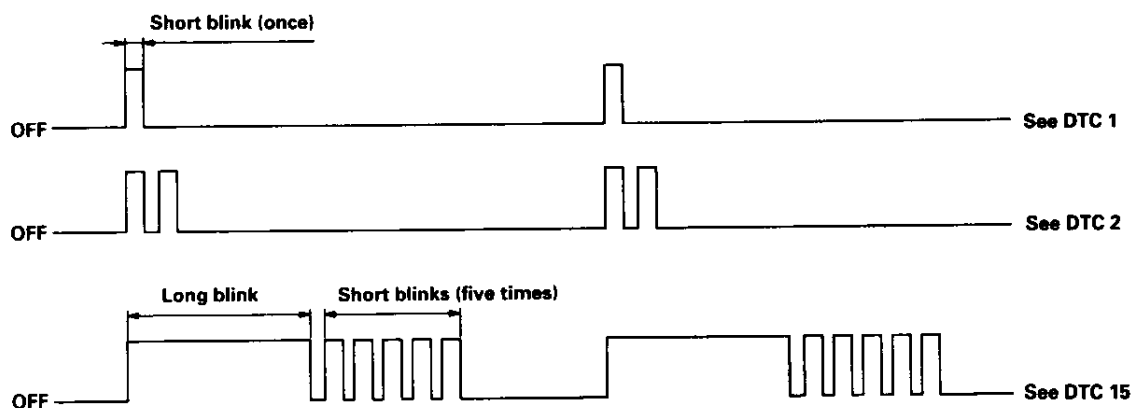 Short blink (once)
OFF
See DTC 1
OFF
See DTC 2
Long blink
Short blinks (five times)
OFF
See DTC 15